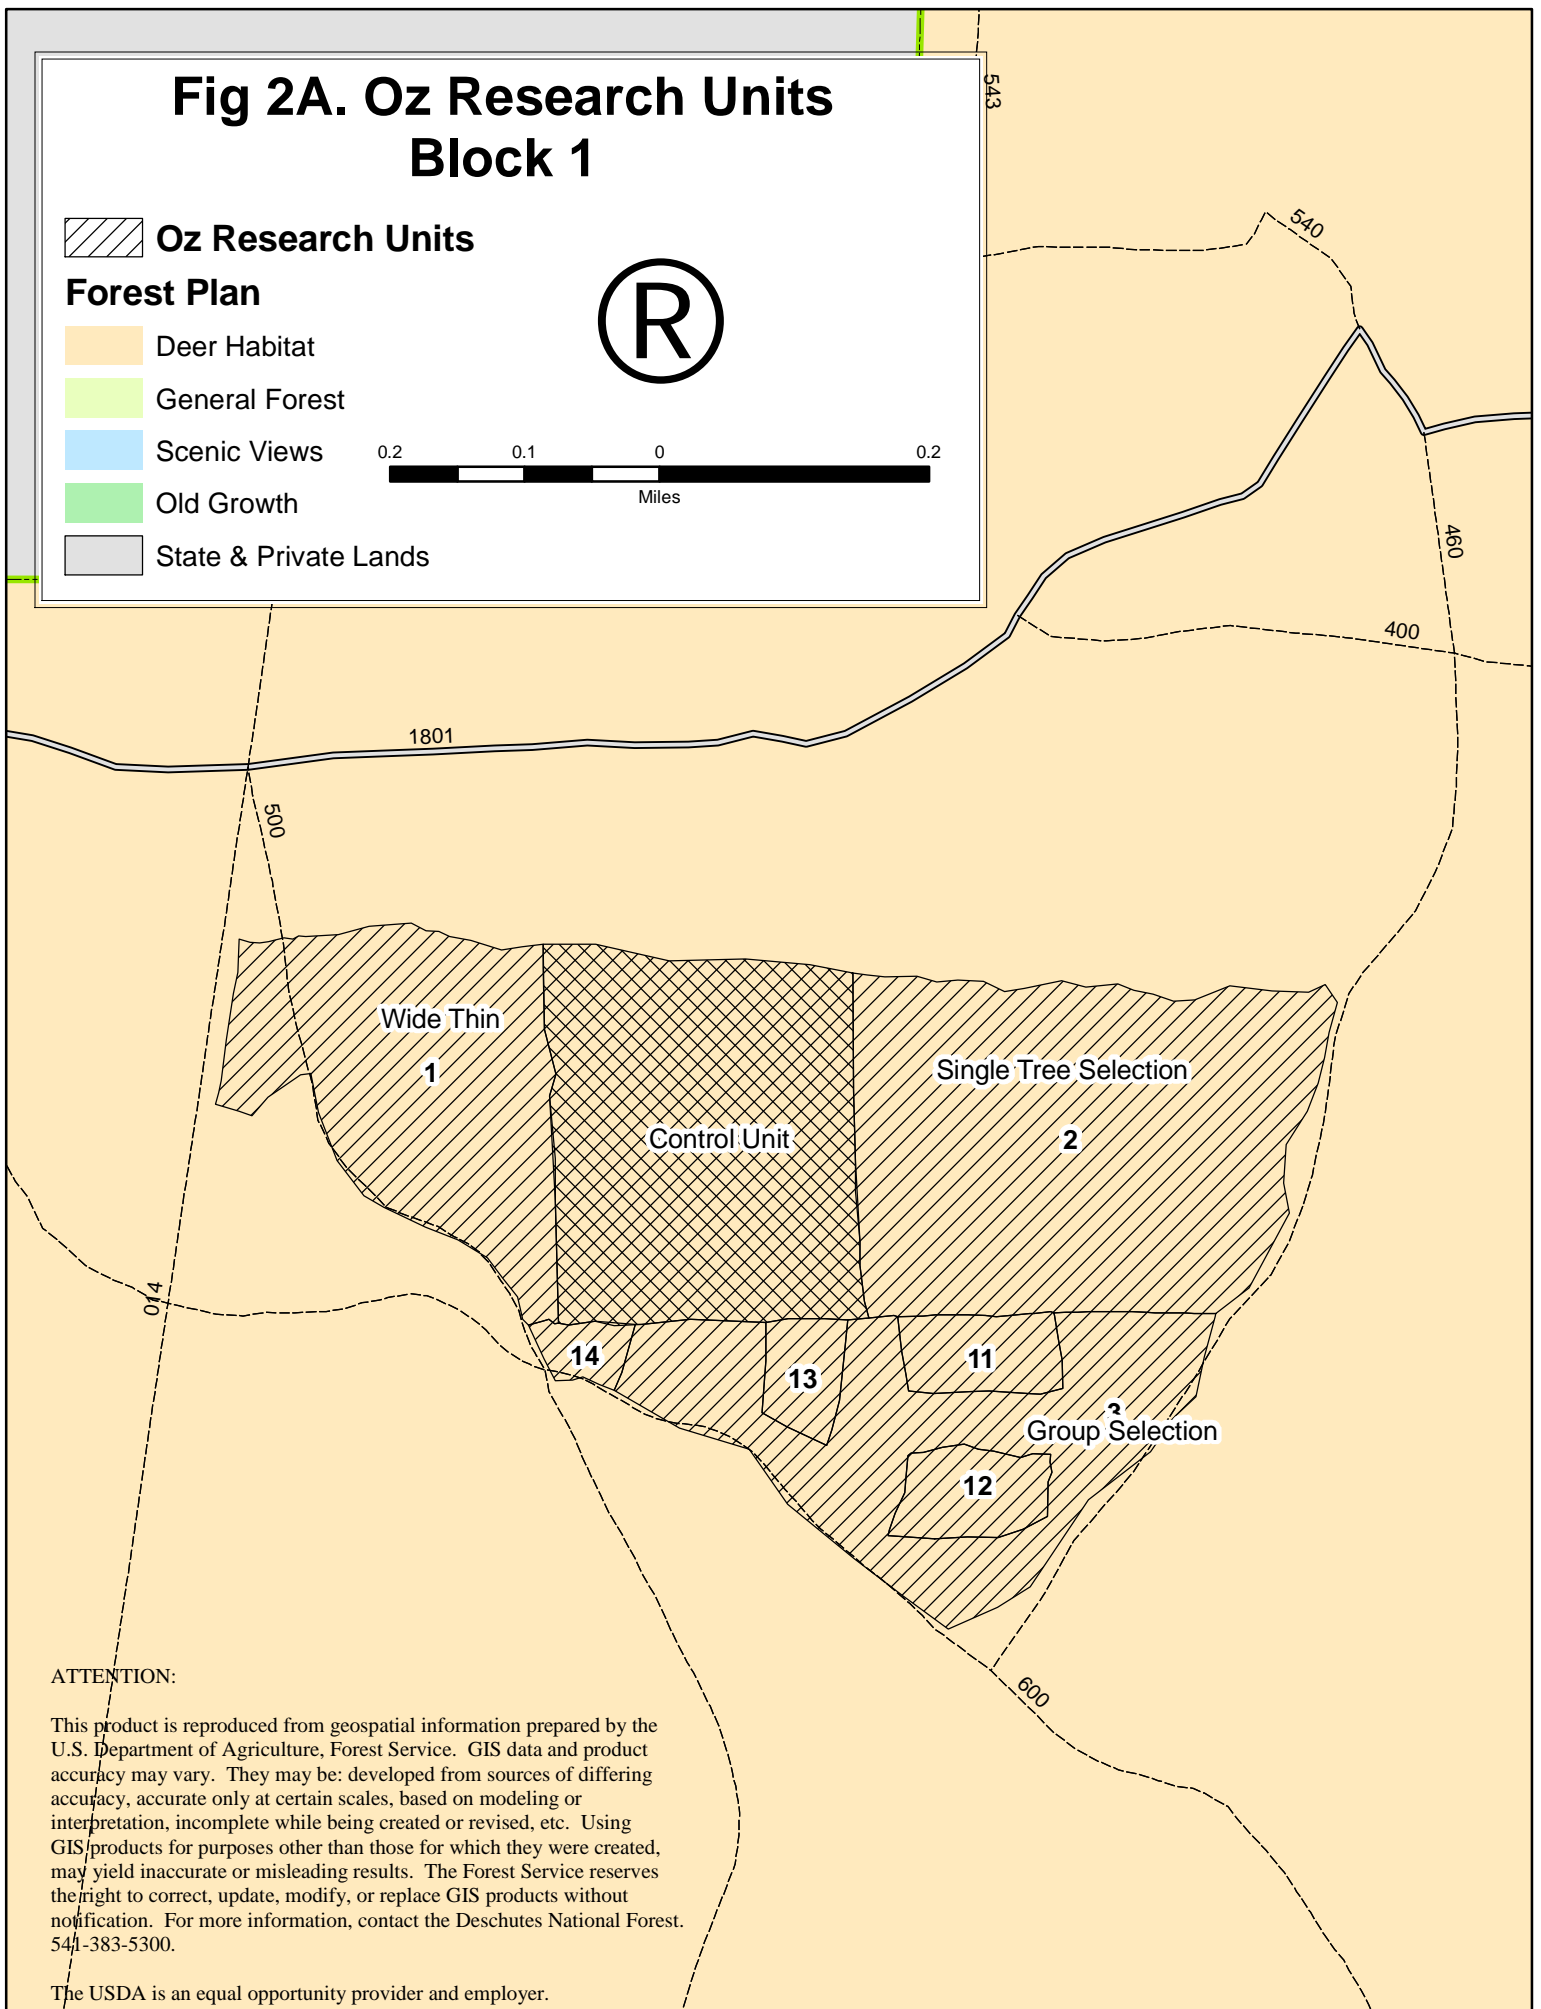 Fig 2A. Oz Research Units
Block 1
Oz Research Units
Forest Plan
Deer Habitat
General Forest
Scenic Views
Old Growth
State & Private Lands
®
0.2 0.1 0 0.2
Miles
543
540
460
400
1801
500
Wide Thin
1
Control Unit
Single Tree Selection
2
014
14
13
11
3
Group Selection
12
600
ATTENTION:
This product is reproduced from geospatial information prepared by the
U.S. Department of Agriculture, Forest Service. GIS data and product
accuracy may vary. They may be: developed from sources of differing
accuracy, accurate only at certain scales, based on modeling or
interpretation, incomplete while being created or revised, etc. Using
GIS products for purposes other than those for which they were created,
may yield inaccurate or misleading results. The Forest Service reserves
the right to correct, update, modify, or replace GIS products without
notification. For more information, contact the Deschutes National Forest.
541-383-5300.
The USDA is an equal opportunity provider and employer.